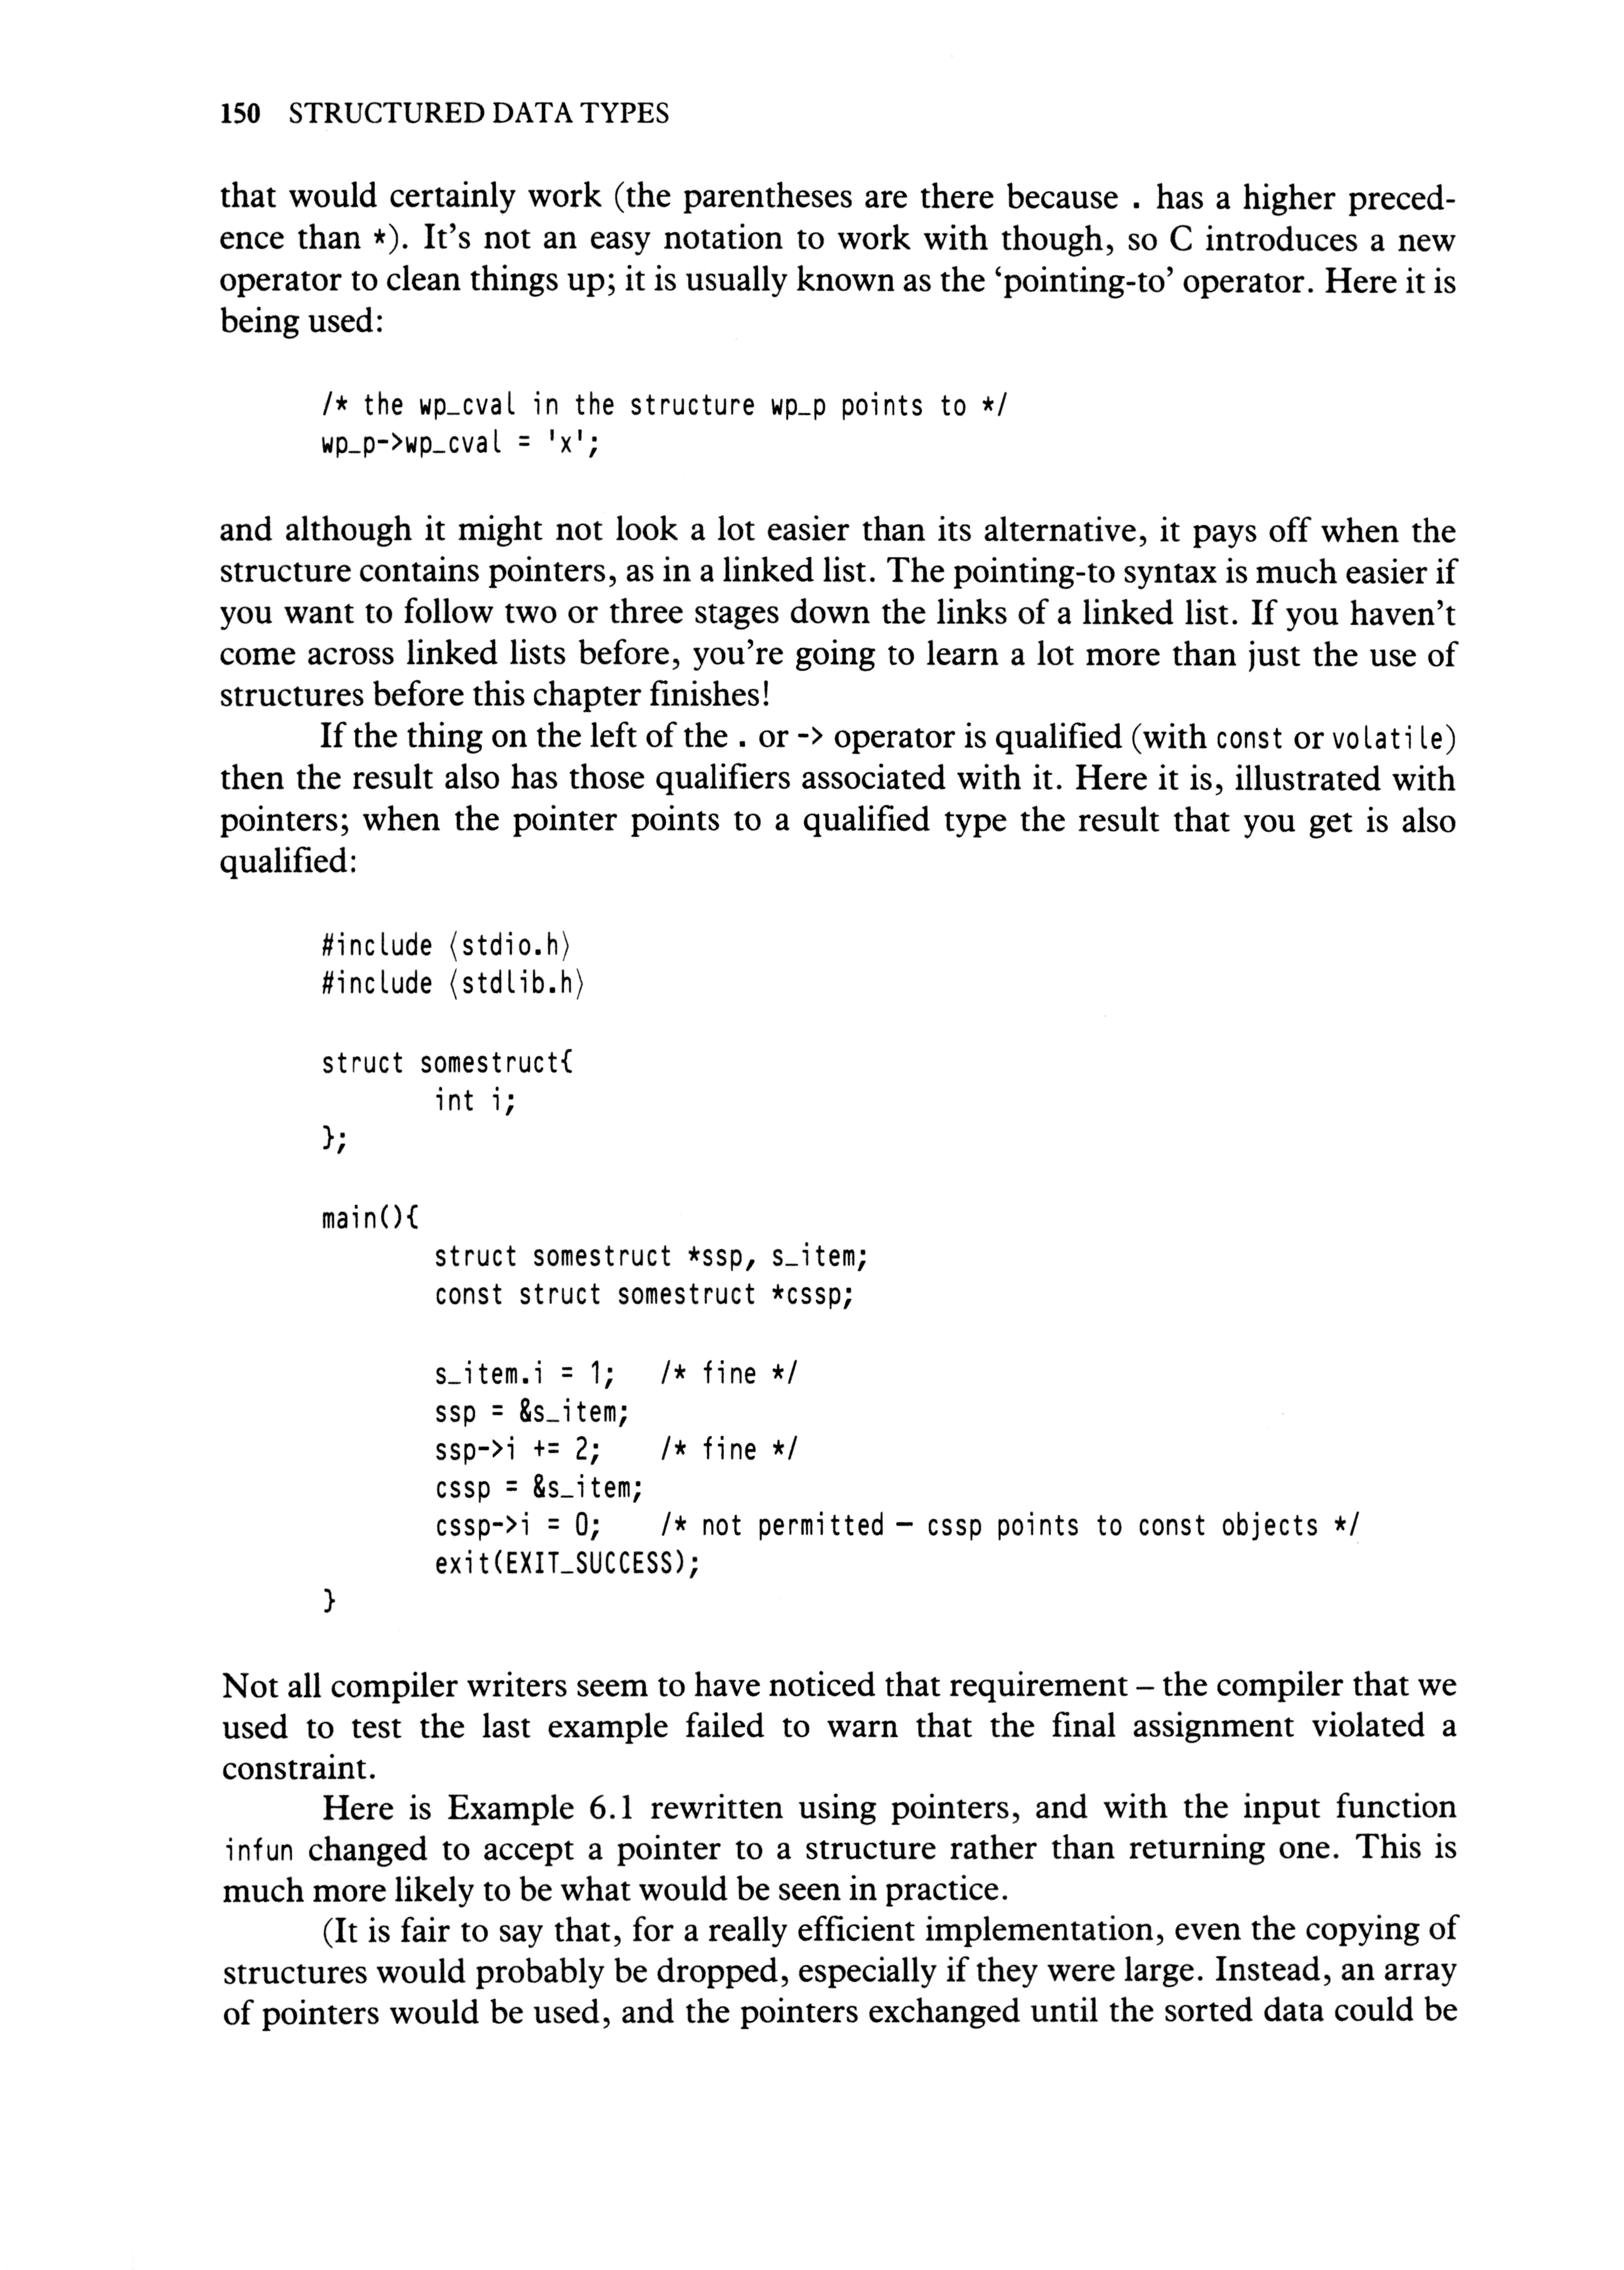 150 STRUCTURED DATA TYPES
that would certainly work (the parentheses are there because . has a higher preced-
ence than *). It's not an easy notation to work with though, so C introduces a new
operator to clean things up; it is usually known as the ‘pointing-to’ operator. Here it is
being used:
/* the wp_cval in the structure wp_p points to */
wp_p->wp_cval = 'x';
and although it might not look a lot easier than its alternative, it pays off when the
structure contains pointers, as in a linked list. The pointing-to syntax is much easier if
you want to follow two or three stages down the links of a linked list. If you haven't
come across linked lists before, you're going to learn a lot more than just the use of
structures before this chapter finishes!
If the thing on the left of the . or -> operator is qualified (with const or volatile)
then the result also has those qualifiers associated with it. Here it is, illustrated with
pointers; when the pointer points to a qualified type the result that you get is also
qualified:
#include ⟨stdio.h⟩
#include ⟨stdlib.h⟩
struct somestruct{
int i;
};
main(){
struct somestruct *ssp, s_item;
const struct somestruct *cssp;
s_item.i = 1; /* fine */
ssp = &s_item;
ssp->i += 2; /* fine */
cssp = &s_item;
cssp->i = 0; /* not permitted – cssp points to const objects */
exit(EXIT_SUCCESS);
}
Not all compiler writers seem to have noticed that requirement – the compiler that we
used to test the last example failed to warn that the final assignment violated a
constraint.
Here is Example 6.1 rewritten using pointers, and with the input function
infun changed to accept a pointer to a structure rather than returning one. This is
much more likely to be what would be seen in practice.
(It is fair to say that, for a really efficient implementation, even the copying of
structures would probably be dropped, especially if they were large. Instead, an array
of pointers would be used, and the pointers exchanged until the sorted data could be